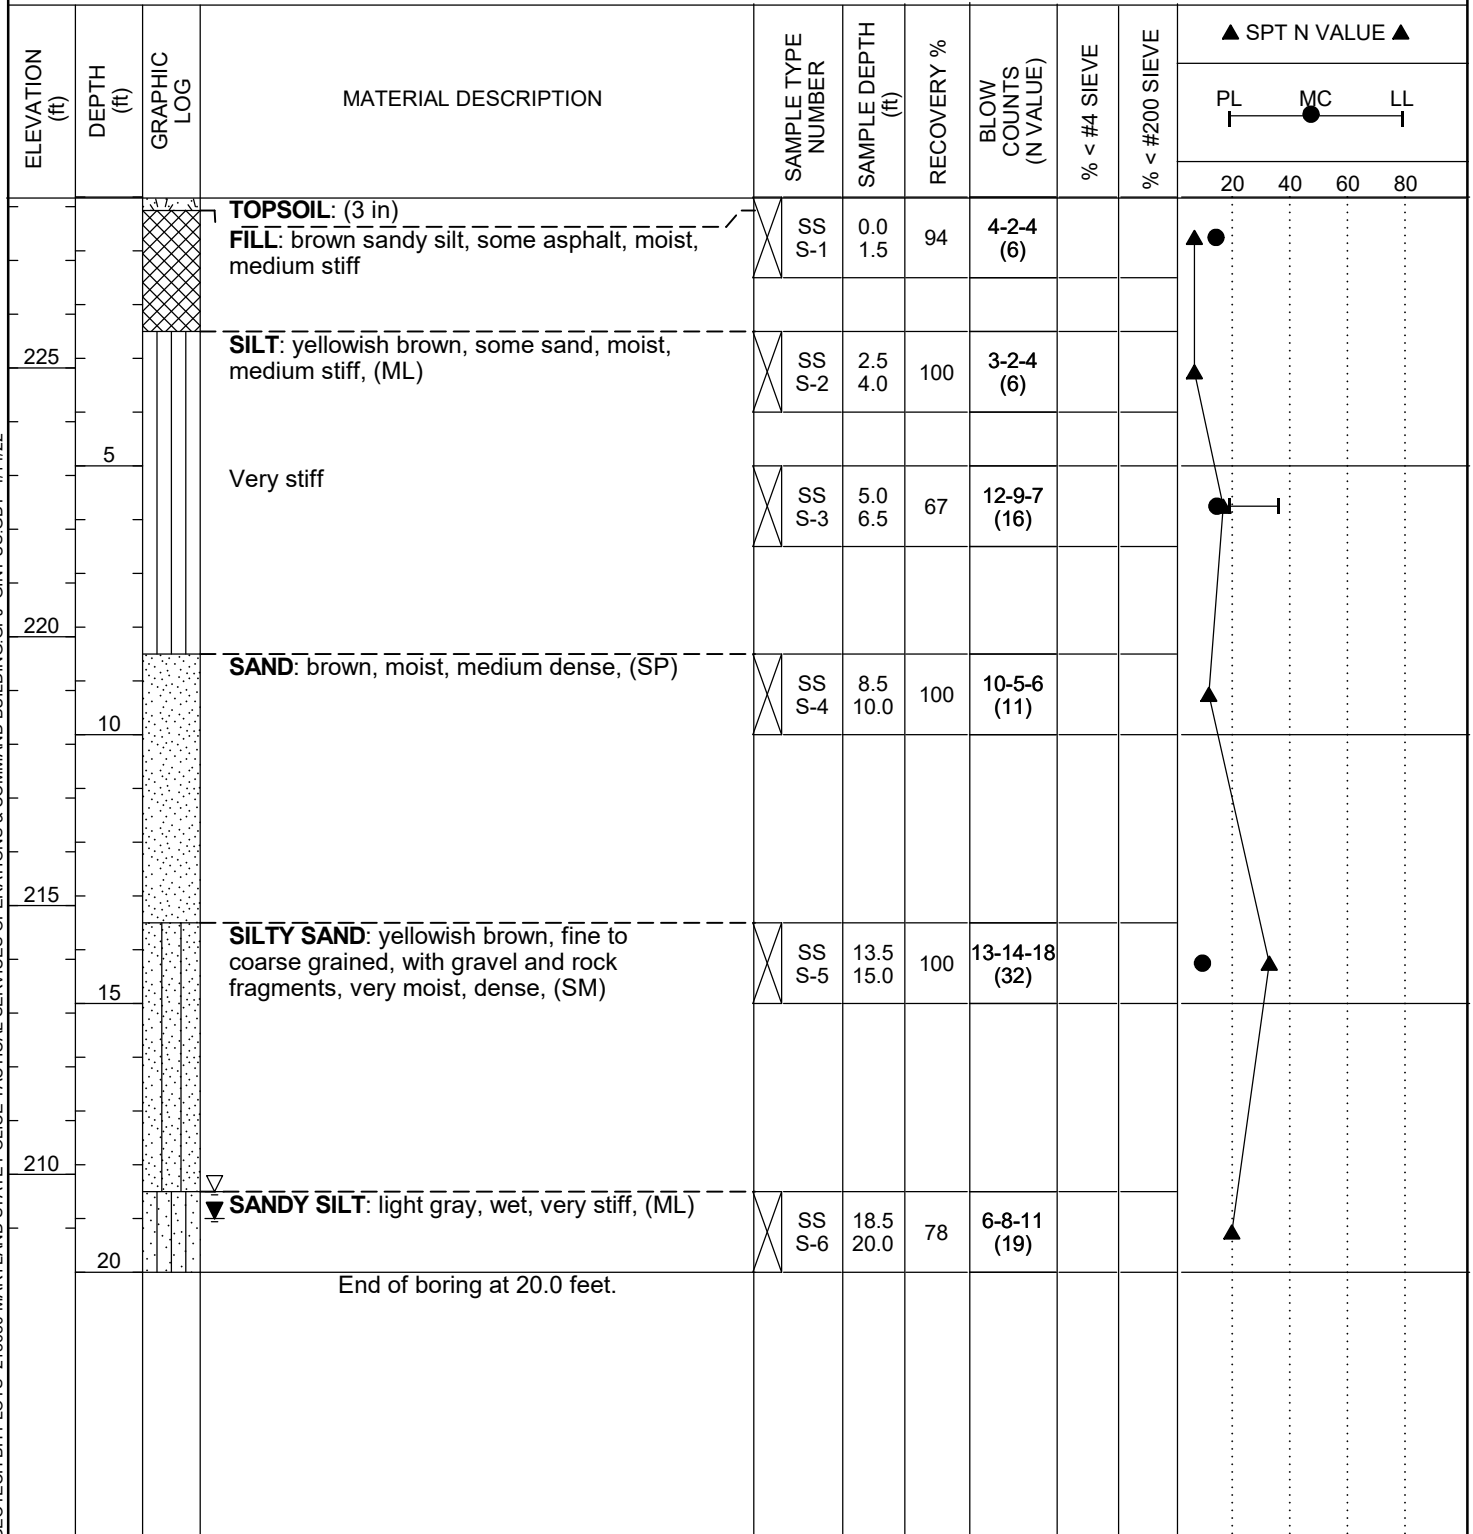 ELEVATION
(ft)
DEPTH
(ft)
GRAPHIC
LOG
MATERIAL DESCRIPTION
SAMPLE TYPE
NUMBER
SAMPLE DEPTH
(ft)
RECOVERY %
BLOW
COUNTS
(N VALUE)
% < #4 SIEVE
% < #200 SIEVE
▲ SPT N VALUE ▲
PL MC LL
20 40 60 80
TOPSOIL: (3 in)
FILL: brown sandy silt, some asphalt, moist,
medium stiff
SS
S-1
0.0
1.5
94
4-2-4
(6)
225
SILT: yellowish brown, some sand, moist,
medium stiff, (ML)
SS
S-2
2.5
4.0
100
3-2-4
(6)
5
Very stiff
SS
S-3
5.0
6.5
67
12-9-7
(16)
220
SAND: brown, moist, medium dense, (SP)
SS
S-4
8.5
10.0
100
10-5-6
(11)
10
215
SILTY SAND: yellowish brown, fine to
coarse grained, with gravel and rock
fragments, very moist, dense, (SM)
SS
S-5
13.5
15.0
100
13-14-18
(32)
15
210
SANDY SILT: light gray, wet, very stiff, (ML)
SS
S-6
18.5
20.0
78
6-8-11
(19)
20
End of boring at 20.0 feet.